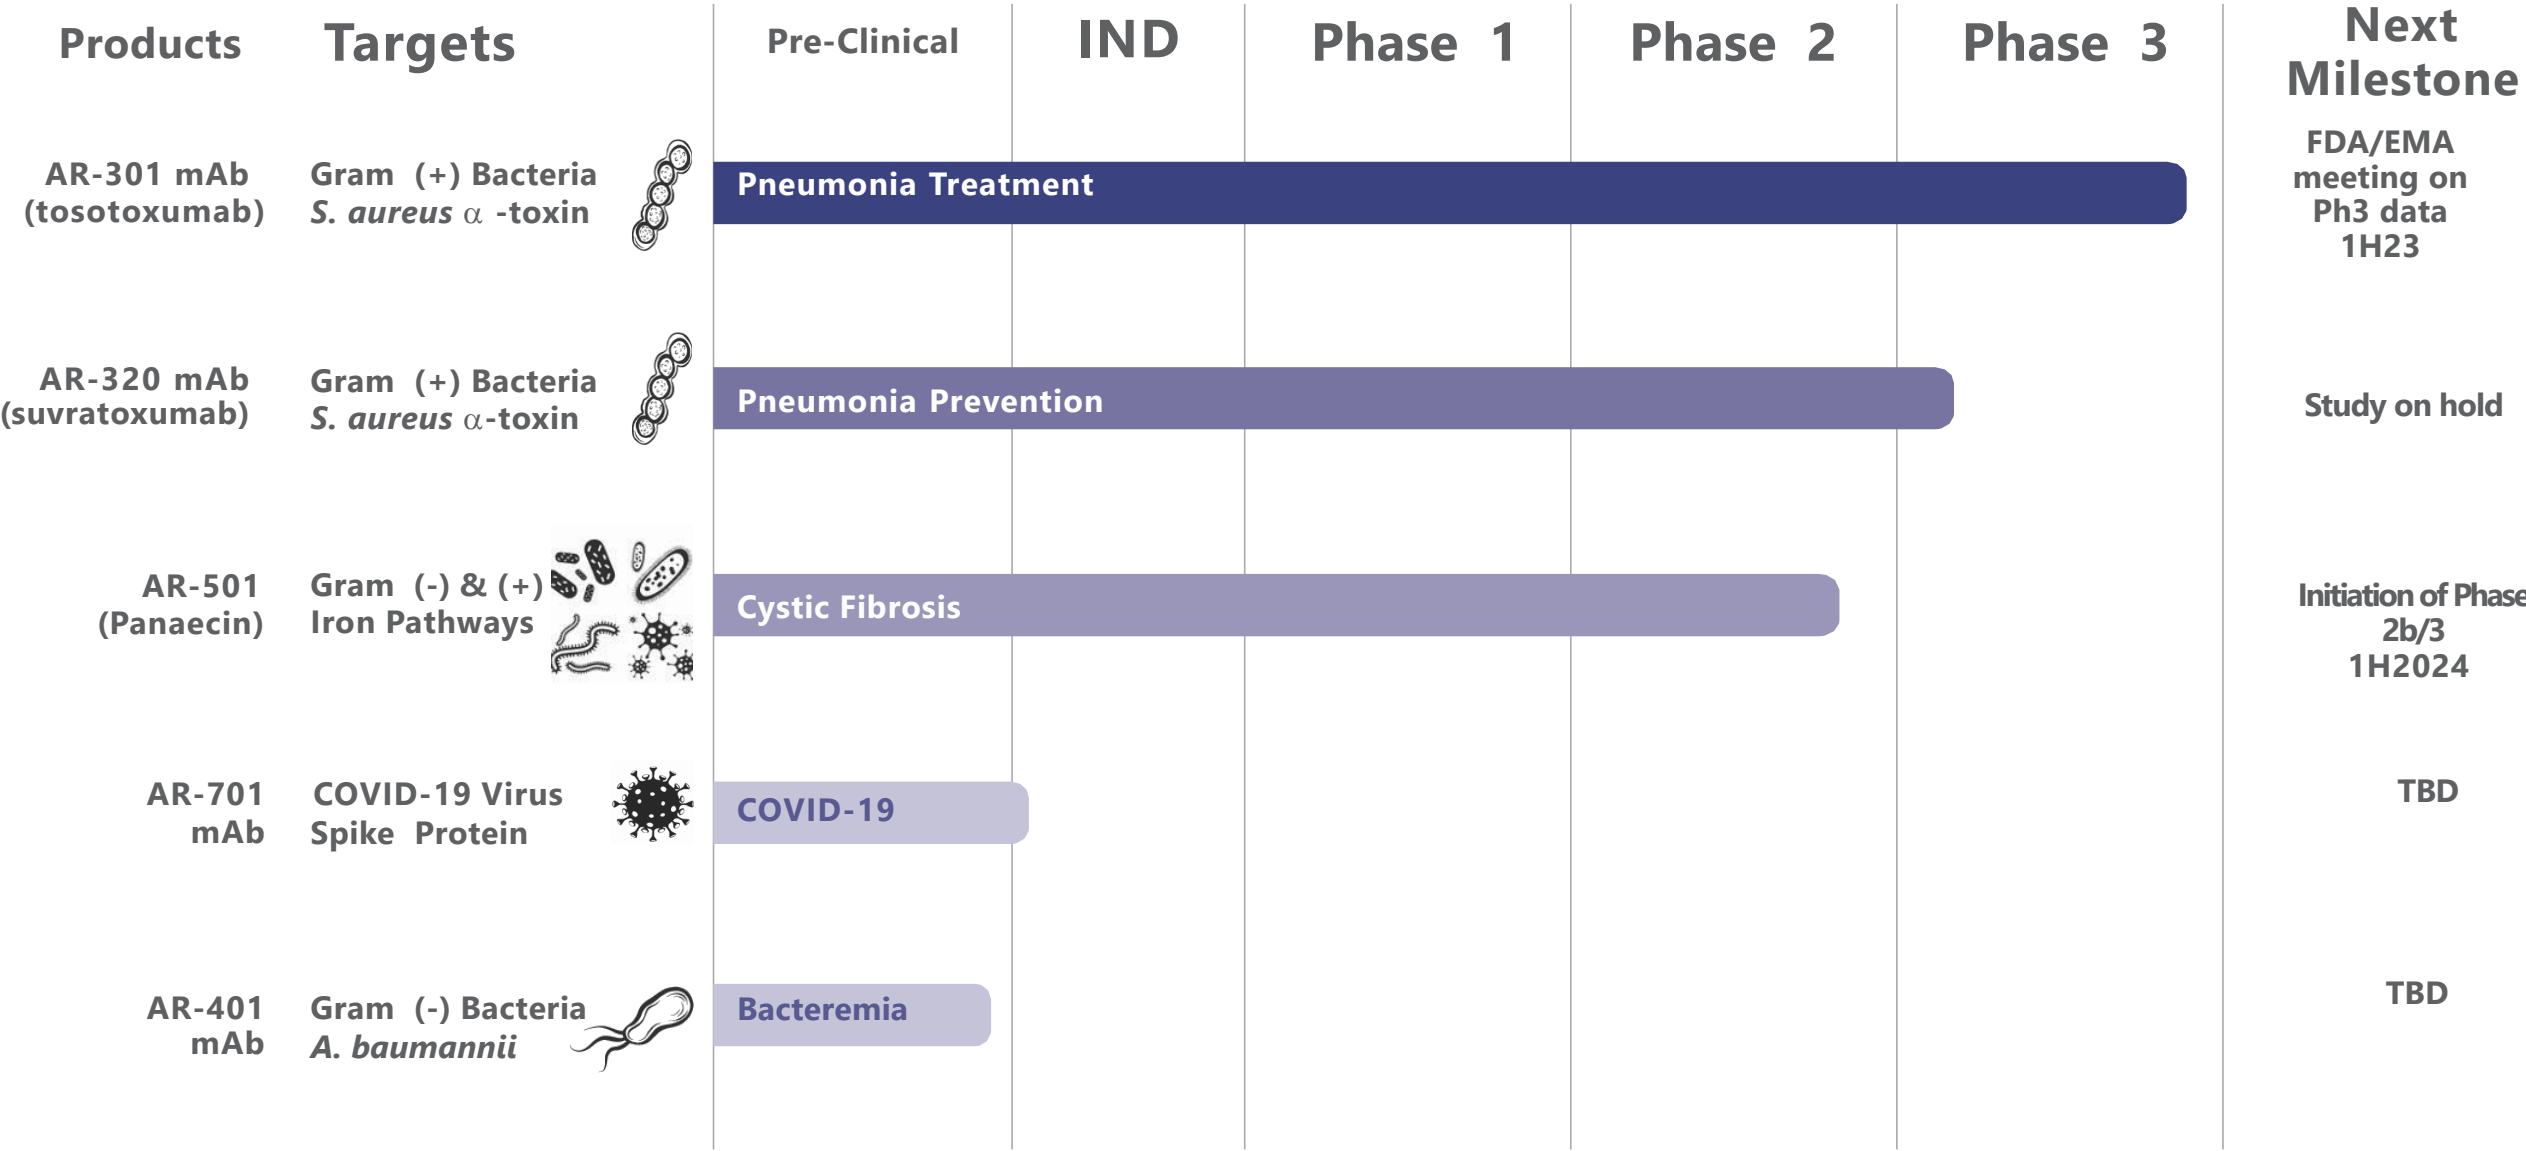 Products Targets Pre-Clinical IND Phase 1 Phase 2 Phase 3 Next
Milestone
AR-301 mAb
(tosotoxumab)
Gram (+) Bacteria
S. aureus α -toxin
Pneumonia Treatment
FDA/EMA
meeting on
Ph3 data
1H23
AR-320 mAb
(suvratoxumab)
Gram (+) Bacteria
S. aureus α-toxin
Pneumonia Prevention
Study on hold
AR-501
(Panaecin)
Gram (-) & (+)
Iron Pathways
Cystic Fibrosis
Initiation of Phase
2b/3
1H2024
AR-701
mAb
COVID-19 Virus
Spike Protein
COVID-19
TBD
AR-401
mAb
Gram (-) Bacteria
A. baumannii
Bacteremia
TBD